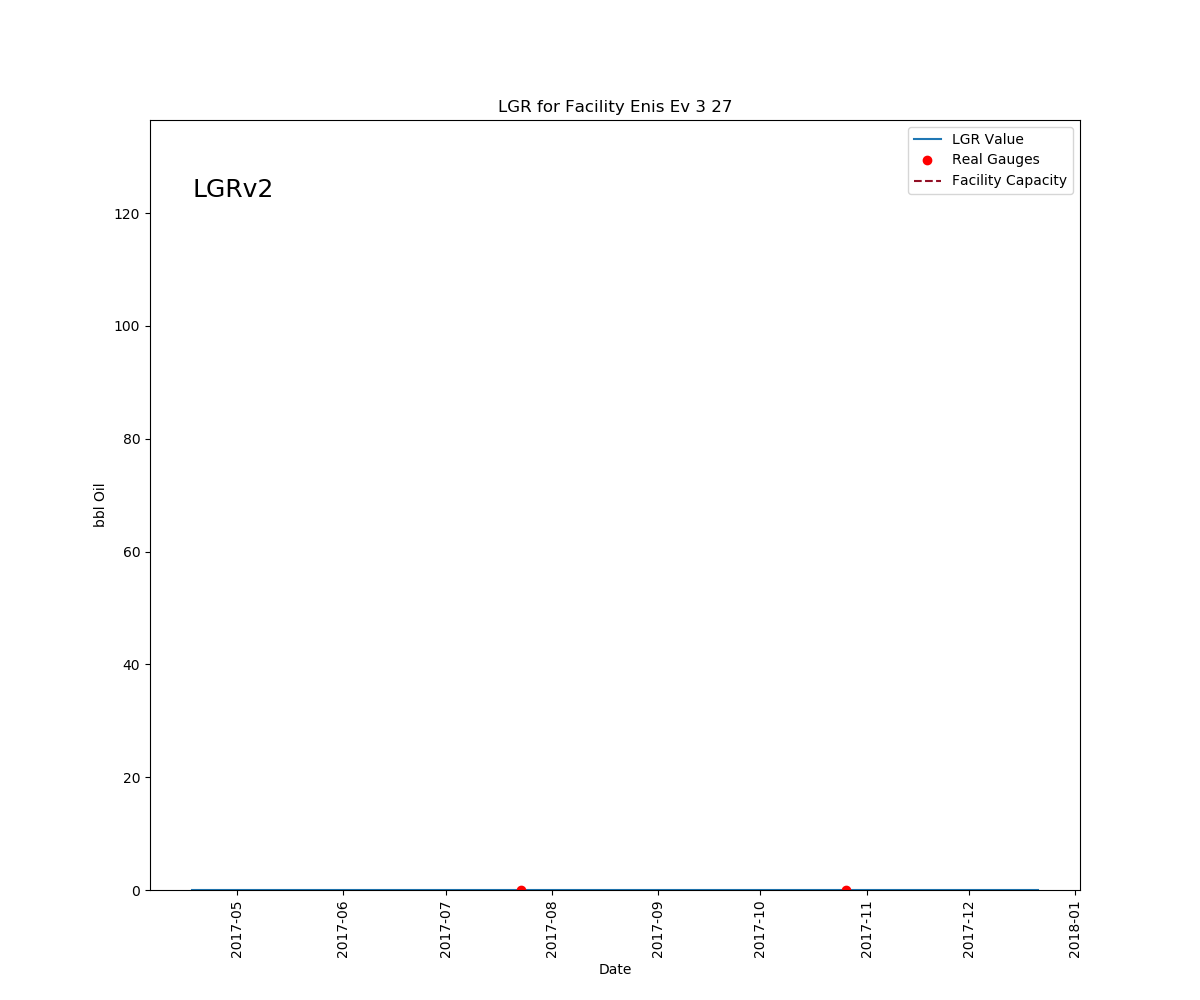 LGR for Facility Enis Ev 3 27
LGRv2
LGR Value
Real Gauges
Facility Capacity
120
100
80
60
40
20
0
bbl Oil
2017-05
2017-06
2017-07
2017-08
2017-09
2017-10
2017-11
2017-12
2018-01
Date